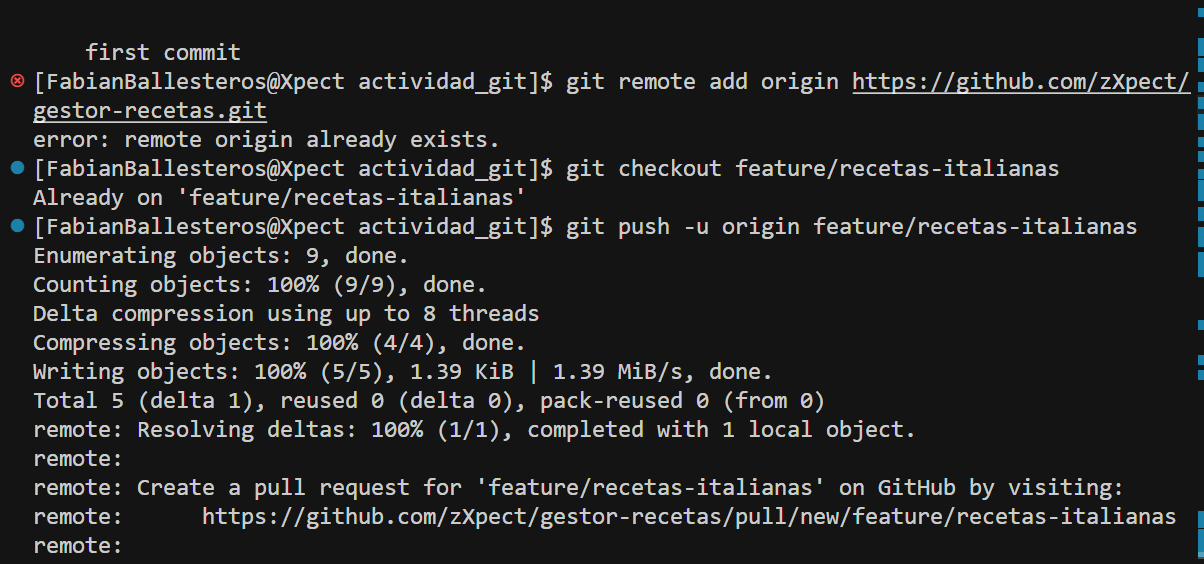 first commit
[FabianBallesteros@Xpect actividad_git]$ git remote add origin https://github.com/zXpect/
gestor-recetas.git
error: remote origin already exists.
[FabianBallesteros@Xpect actividad_git]$ git checkout feature/recetas-italianas
Already on 'feature/recetas-italianas'
[FabianBallesteros@Xpect actividad_git]$ git push -u origin feature/recetas-italianas
Enumerating objects: 9, done.
Counting objects: 100% (9/9), done.
Delta compression using up to 8 threads
Compressing objects: 100% (4/4), done.
Writing objects: 100% (5/5), 1.39 KiB | 1.39 MiB/s, done.
Total 5 (delta 1), reused 0 (delta 0), pack-reused 0 (from 0)
remote: Resolving deltas: 100% (1/1), completed with 1 local object.
remote:
remote: Create a pull request for 'feature/recetas-italianas' on GitHub by visiting:
remote:      https://github.com/zXpect/gestor-recetas/pull/new/feature/recetas-italianas
remote: